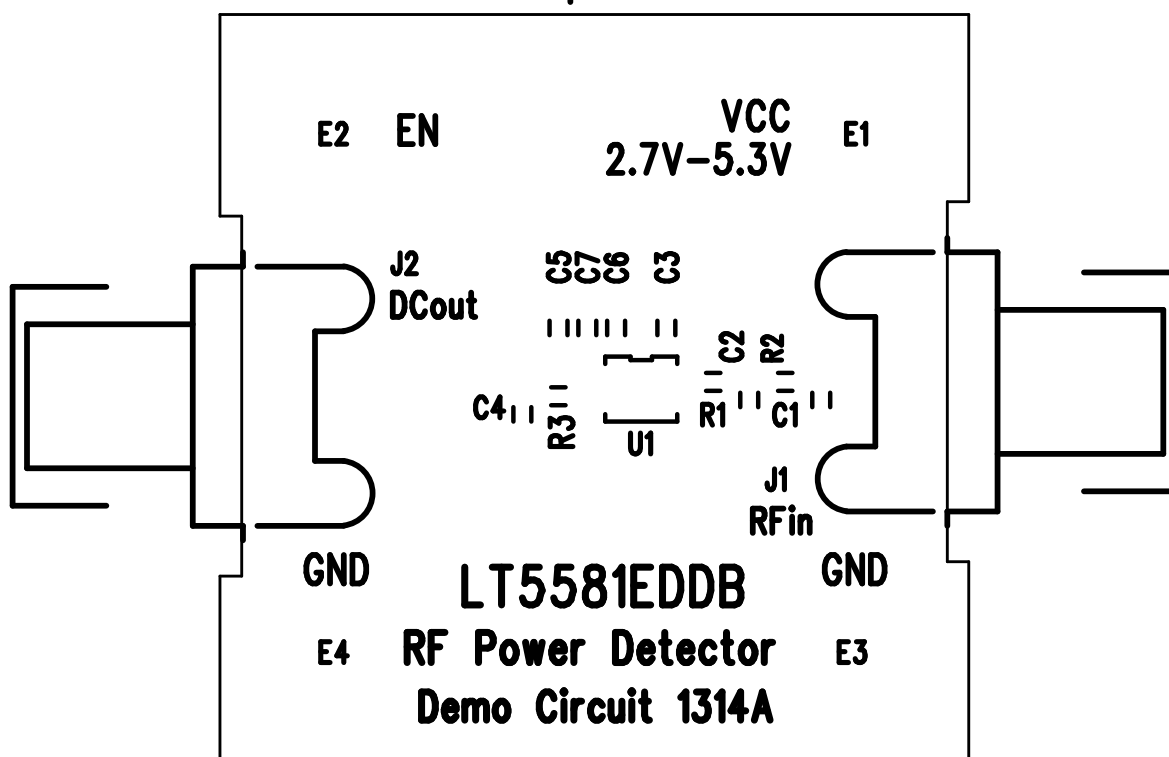 E2 EN VCC E1
2.7V-5.3V
J2
DCout
C5 C7 C6 C3
C2 R2
C4 R3 U1 R1 C1
J1
RFin
GND GND
LT5581EDDB
E4 RF Power Detector E3
Demo Circuit 1314A